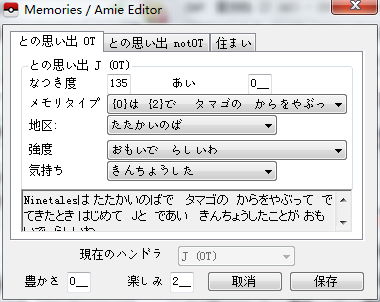 Memories / Amie Editor
との思い出 OT
との思い出 notOT
住まい
との思い出 J (OT)
なつき度 135 あい 0__
メモリタイプ {0}は {2}で タマゴの からをやぶっ
地区: たたかいのば
強度 おもいで らしいわ
気持ち きんちょうした
Ninetalesは たたかいのばで タマゴの からをやぶって で
てきたとき はじめて Jと であい きんちょうしたことが おも
いで らしいわ
現在のハンドラ J (OT)
豊かさ 0__ 楽しみ 2__ 取消 保存